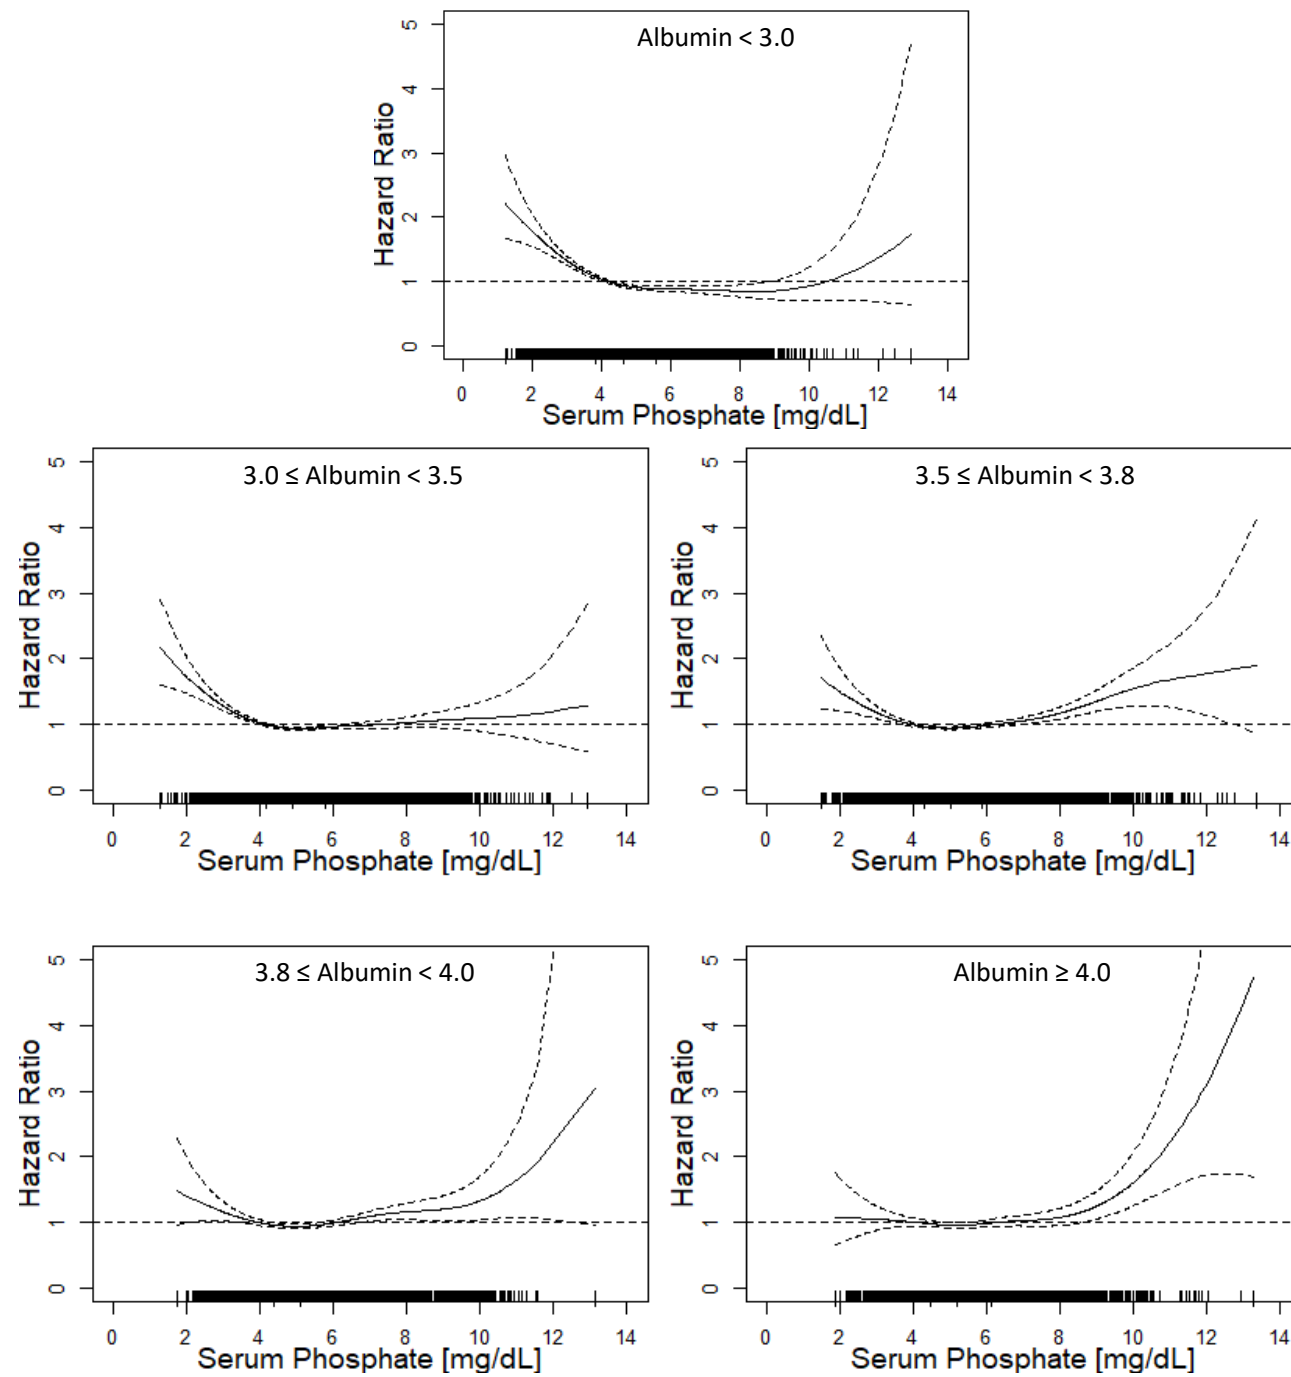 Albumin < 3.0
Hazard Ratio
5
4
3
2
1
0
0 2 4 6 8 10 12 14
Serum Phosphate [mg/dL]
3.0 ≤ Albumin < 3.5
Hazard Ratio
5
4
3
2
1
0
0 2 4 6 8 10 12 14
Serum Phosphate [mg/dL]
3.5 ≤ Albumin < 3.8
Hazard Ratio
5
4
3
2
1
0
0 2 4 6 8 10 12 14
Serum Phosphate [mg/dL]
3.8 ≤ Albumin < 4.0
Hazard Ratio
5
4
3
2
1
0
0 2 4 6 8 10 12 14
Serum Phosphate [mg/dL]
Albumin ≥ 4.0
Hazard Ratio
5
4
3
2
1
0
0 2 4 6 8 10 12 14
Serum Phosphate [mg/dL]